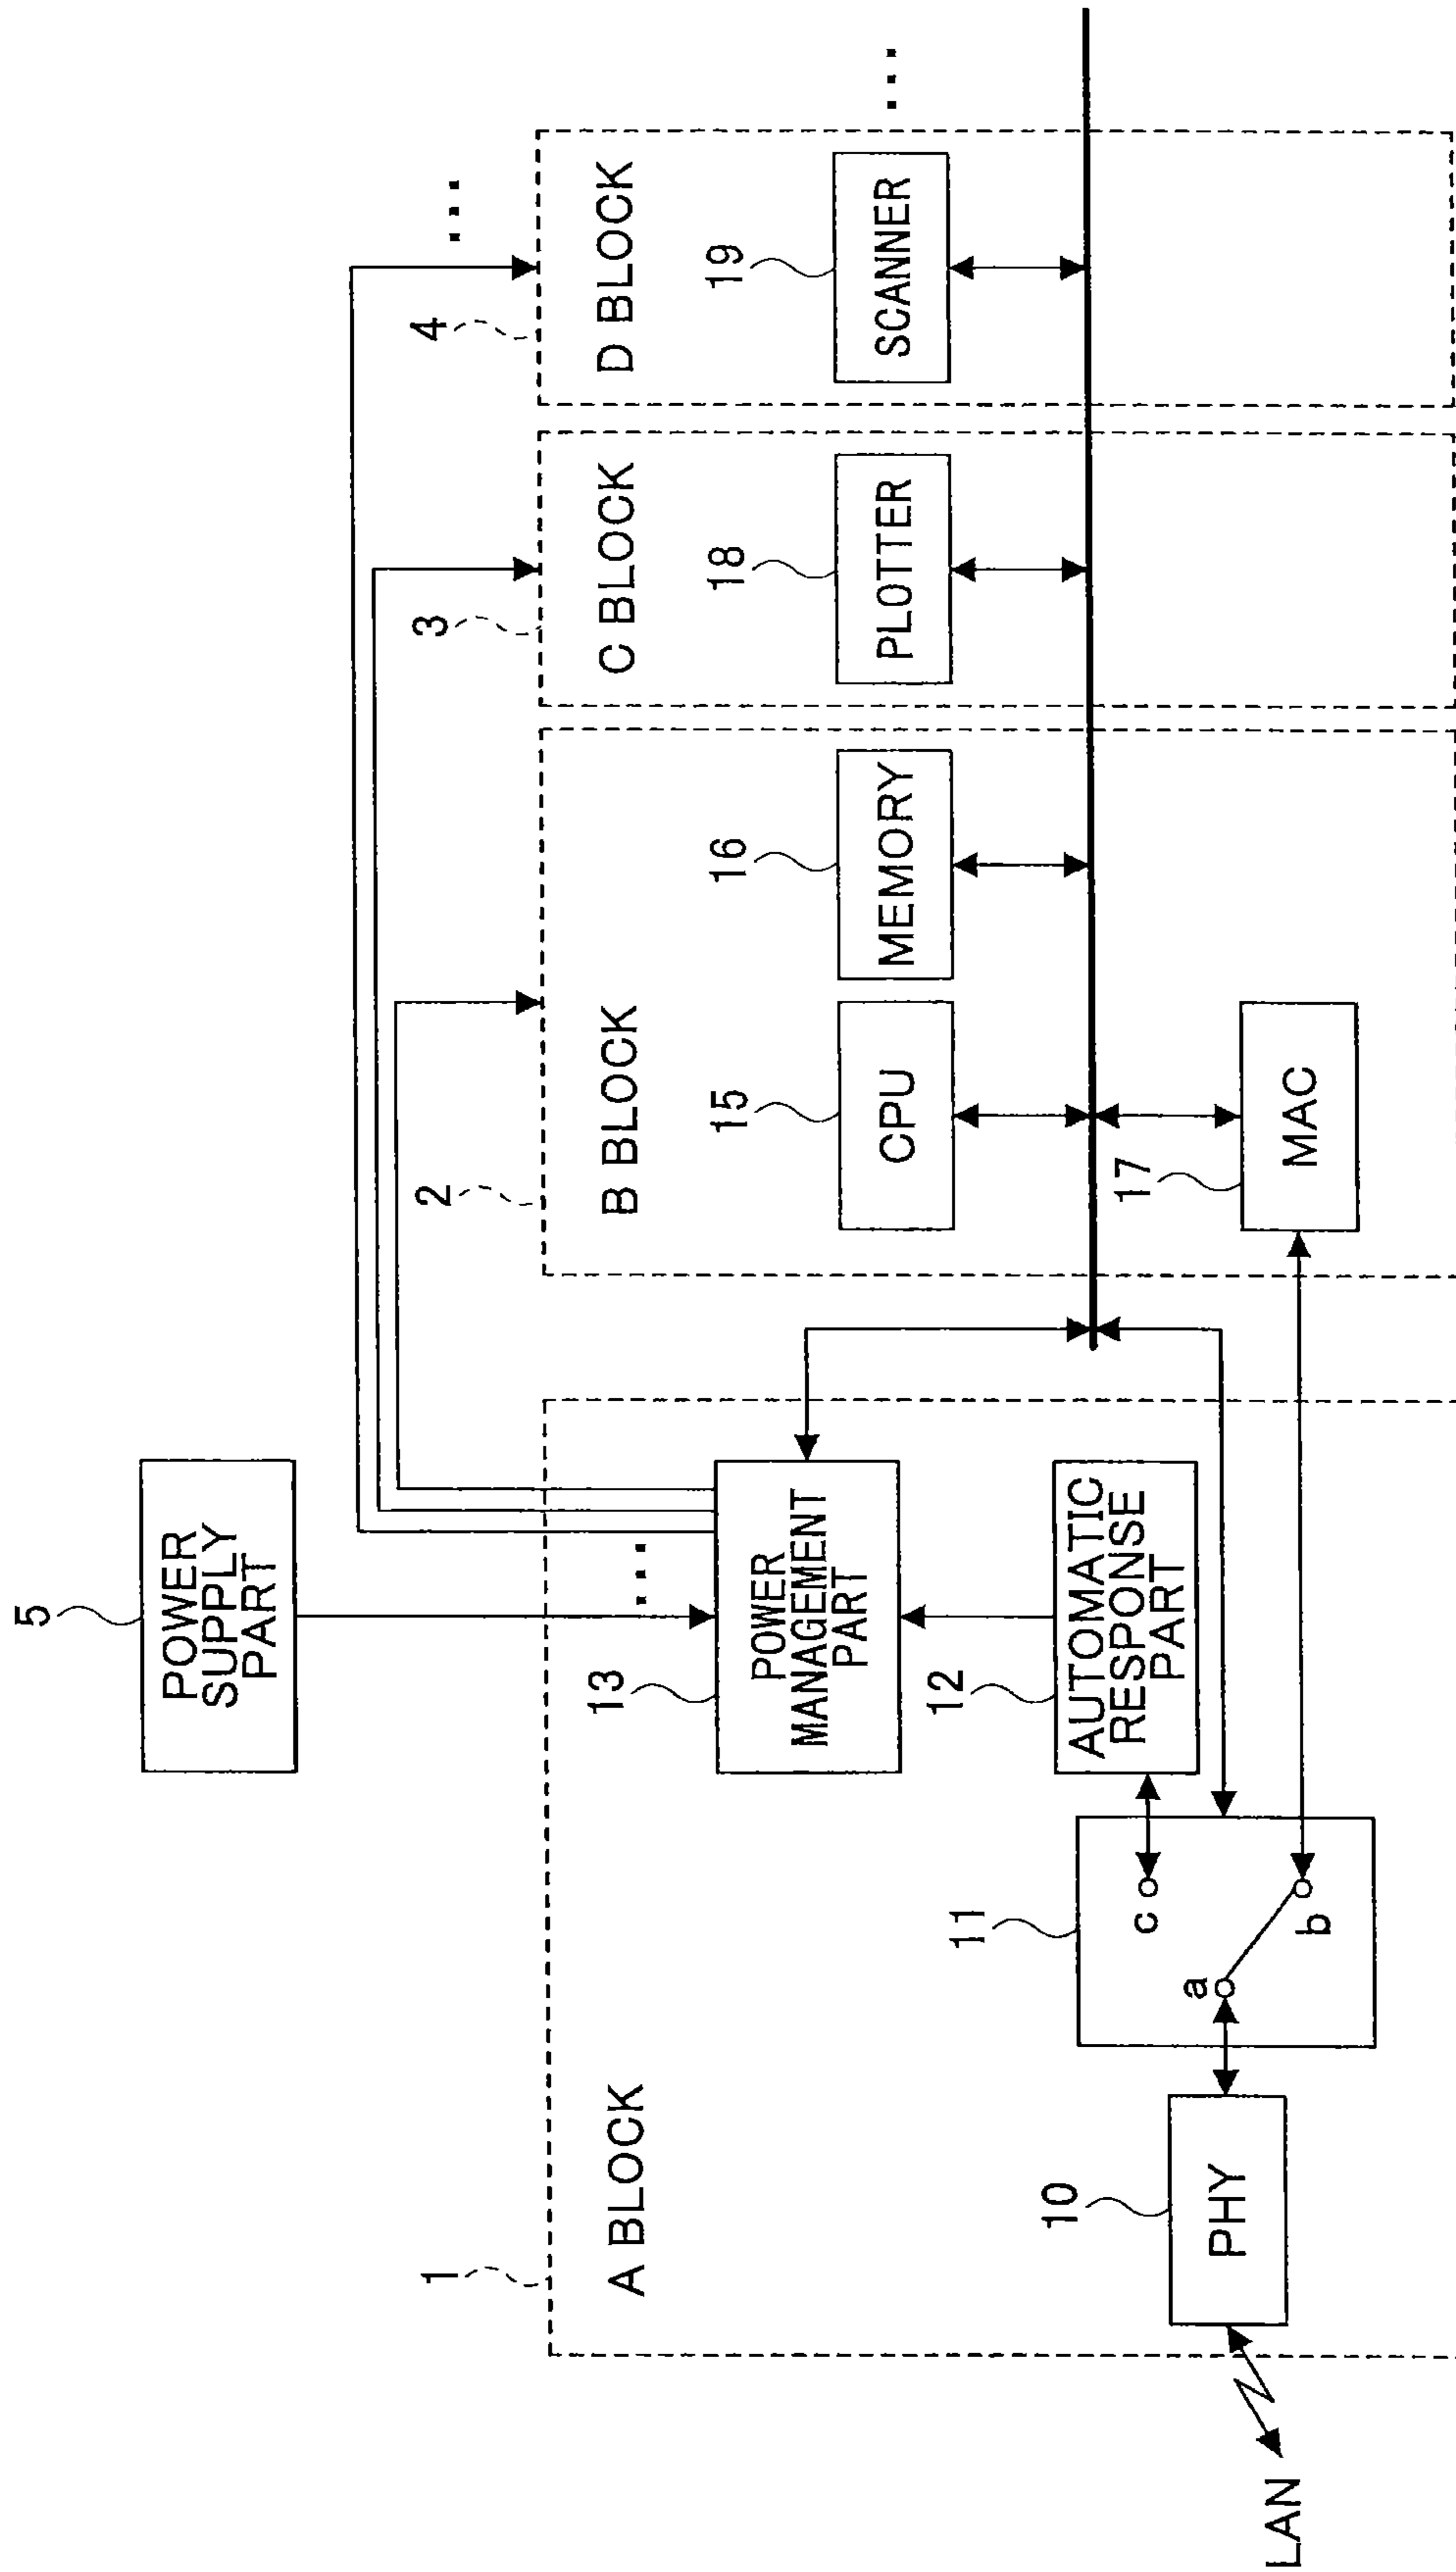 5
POWER
SUPPLY
PART
1
A BLOCK
13
POWER
MANAGEMENT
PART
...
12
AUTOMATIC
RESPONSE
PART
11
a
b
c
10
PHY
LAN
2
B BLOCK
15
CPU
16
MEMORY
17
MAC
3
C BLOCK
18
PLOTTER
4
D BLOCK
19
SCANNER
...
...